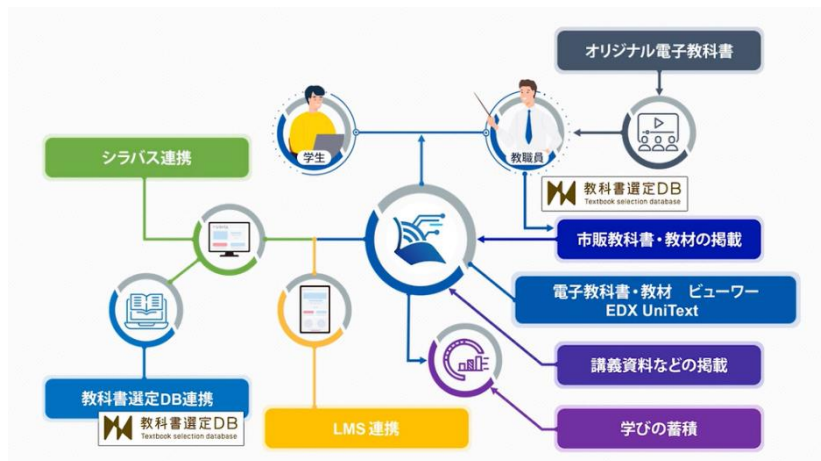 オリジナル電子教科書
学生
教職員
シラバス連携
教科書選定DB
Textbook selection database
市販教科書・教材の掲載
電子教科書・教材 ビューワー
EDX UniText
講義資料などの掲載
教科書選定DB連携
教科書選定DB
Textbook selection database
LMS 連携
学びの蓄積